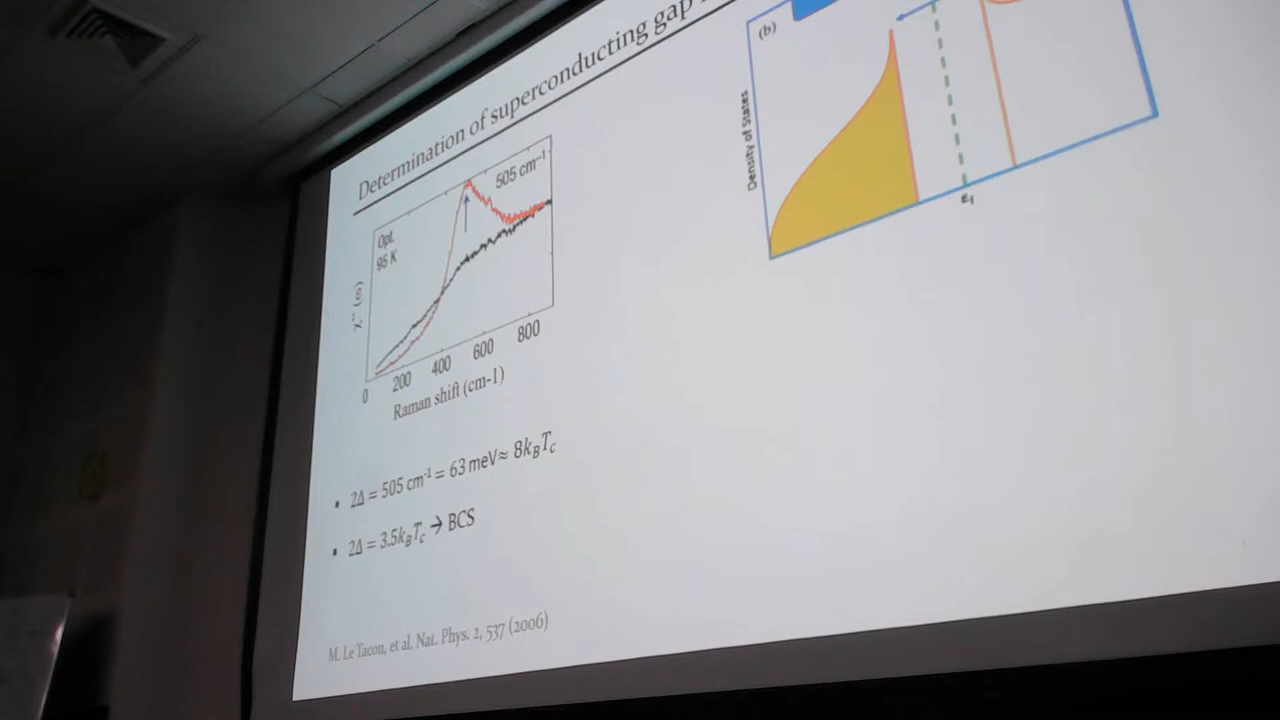 Determination of superconducting gap
505 cm⁻¹
Opt.
95 K
χ'' (ω)
0 200 400 600 800
Raman shift (cm-1)
▪ 2Δ = 505 cm⁻¹ = 63 meV≈ 8k_BT_c
▪ 2Δ = 3.5k_BT_c → BCS
M. Le Tacon, et al, Nat. Phys. 2, 537 (2006)
(b)
Density of States